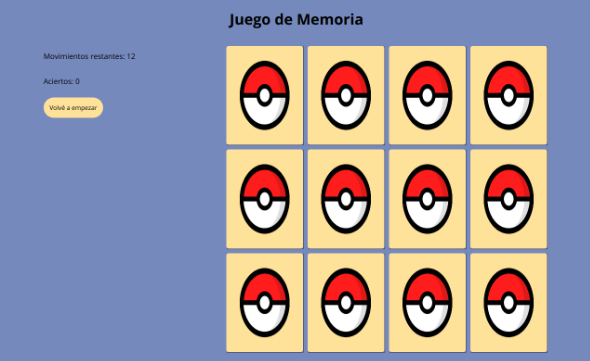 Juego de Memoria
Movimientos restantes: 12
Aciertos: 0
Volvé a empezar